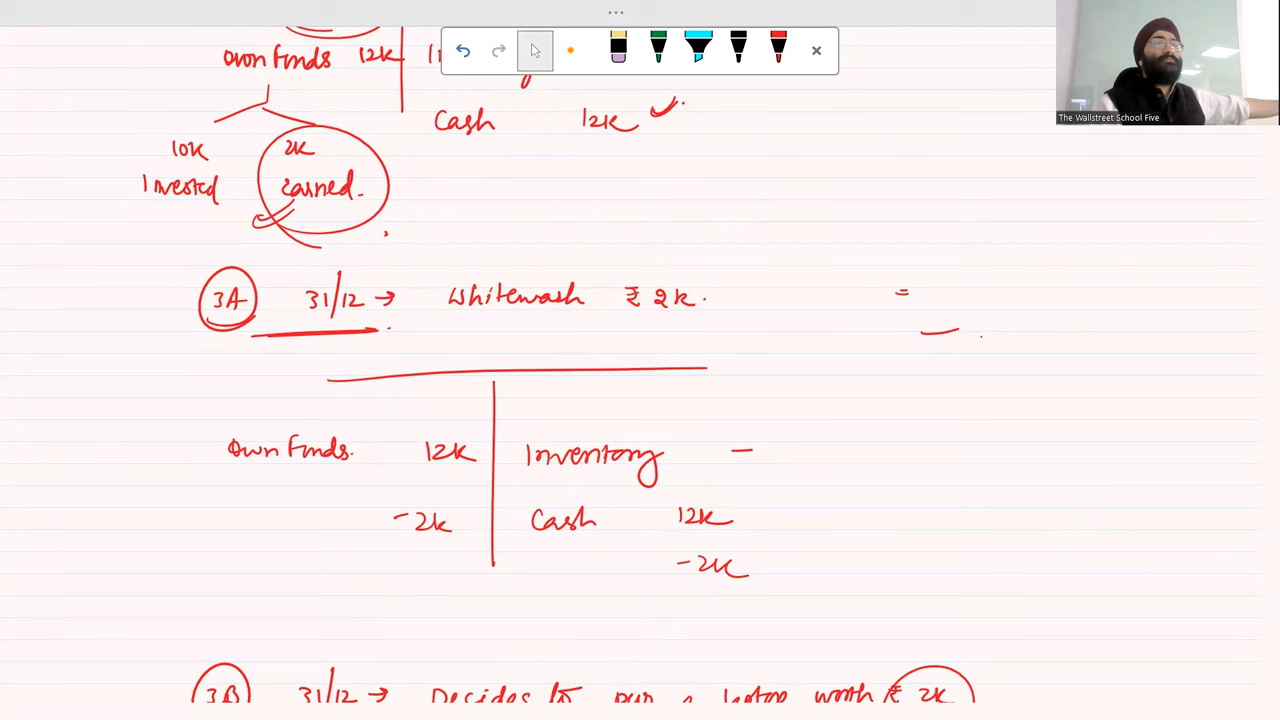 own Funds 12K
Cash 12K
10K 2K
Invested Earned.
The Wallstreet School Five
3A 31/12 → Whitewash ₹ 2K. =
Own Funds. 12K Inventory –
-2K Cash 12K
-2K
3B 31/12 → Decides to a laptop worth ₹ 2K